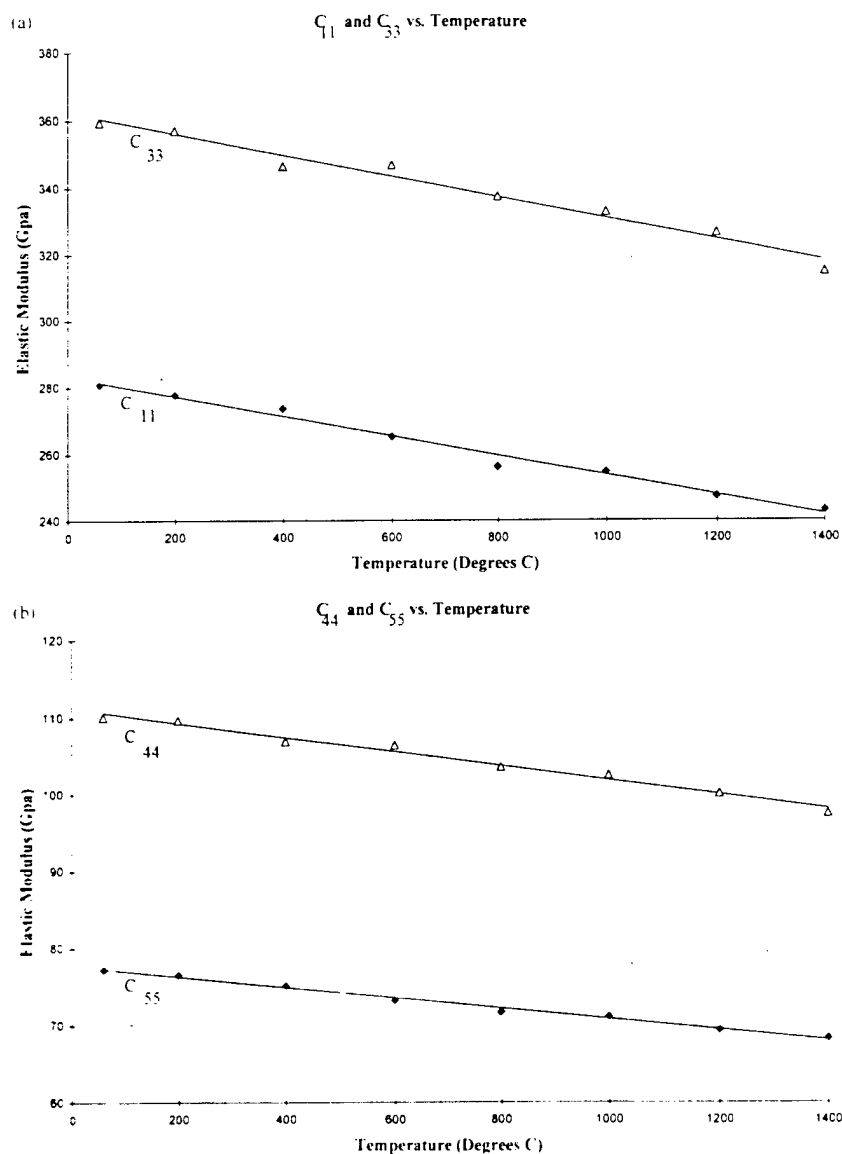 (a)
C11 and C33 vs. Temperature
380
360
340
320
300
280
260
240
Elastic Modulus (Gpa)
C33
C11
0 200 400 600 800 1000 1200 1400
Temperature (Degrees C)
(b)
C44 and C55 vs. Temperature
120
110
100
90
80
70
60
Elastic Modulus (Gpa)
C44
C55
0 200 400 600 800 1000 1200 1400
Temperature (Degrees C)